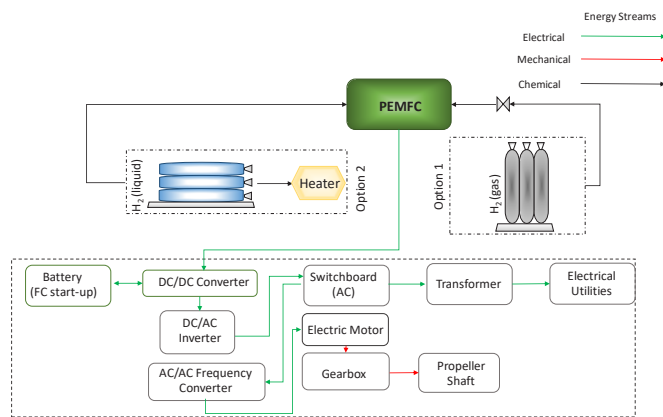 Energy Streams
Electrical
Mechanical
Chemical
PEMFC
H2 (liquid)
Heater
Option 2
Option 1
H2 (gas)
Battery
(FC start-up)
DC/DC Converter
Switchboard
(AC)
Transformer
Electrical
Utilities
DC/AC
Inverter
Electric Motor
AC/AC Frequency
Converter
Gearbox
Propeller
Shaft